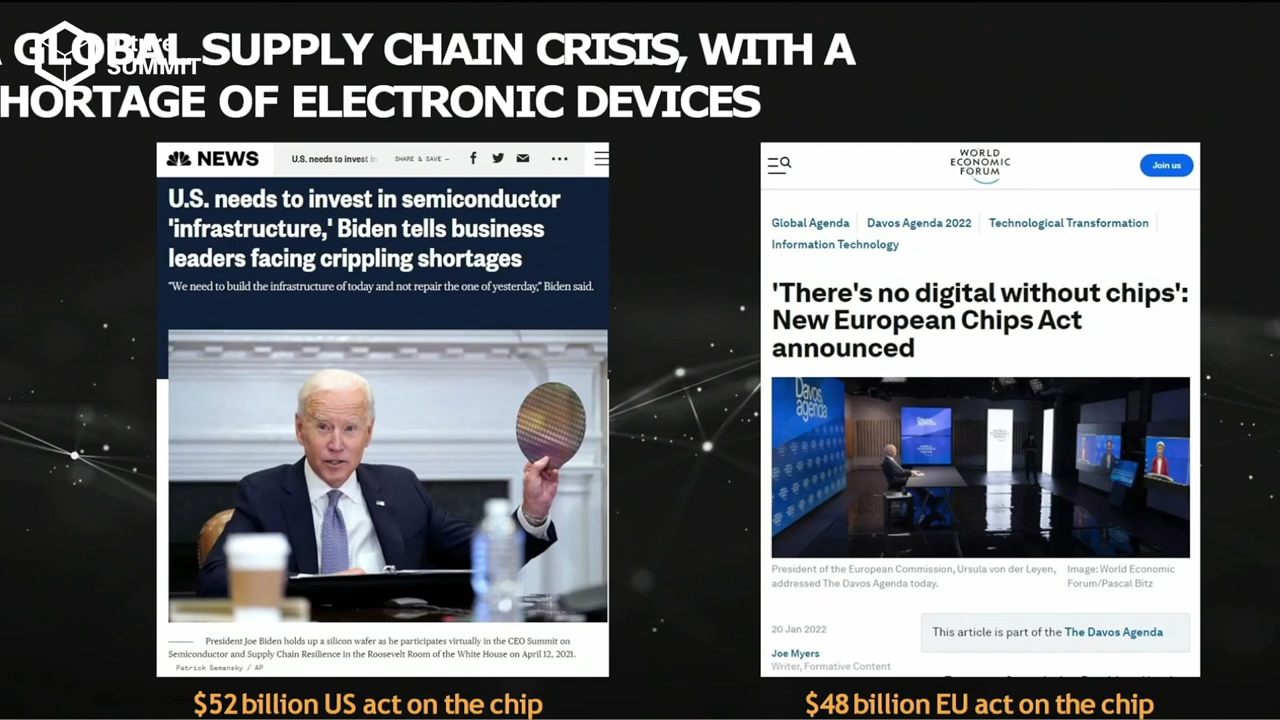 A GLOBAL SUPPLY CHAIN CRISIS, WITH A
HORTAGE OF ELECTRONIC DEVICES
SUMMIT
NEWS
U.S. needs to invest in
SHARE & SAVE —
U.S. needs to invest in semiconductor
'infrastructure,' Biden tells business
leaders facing crippling shortages
"We need to build the infrastructure of today and not repair the one of yesterday," Biden said.
President Joe Biden holds up a silicon wafer as he participates virtually in the CEO Summit on
Semiconductor and Supply Chain Resilience in the Roosevelt Room of the White House on April 12, 2021.
Patrick Semansky / AP
$52 billion US act on the chip
WORLD
ECONOMIC
FORUM
Join us
Global Agenda
Davos Agenda 2022
Technological Transformation
Information Technology
'There's no digital without chips':
New European Chips Act
announced
Davos
agenda
President of the European Commission, Ursula von der Leyen,
addressed The Davos Agenda today.
Image: World Economic
Forum/Pascal Bitz
20 Jan 2022
This article is part of the The Davos Agenda
Joe Myers
Writer, Formative Content
$48 billion EU act on the chip